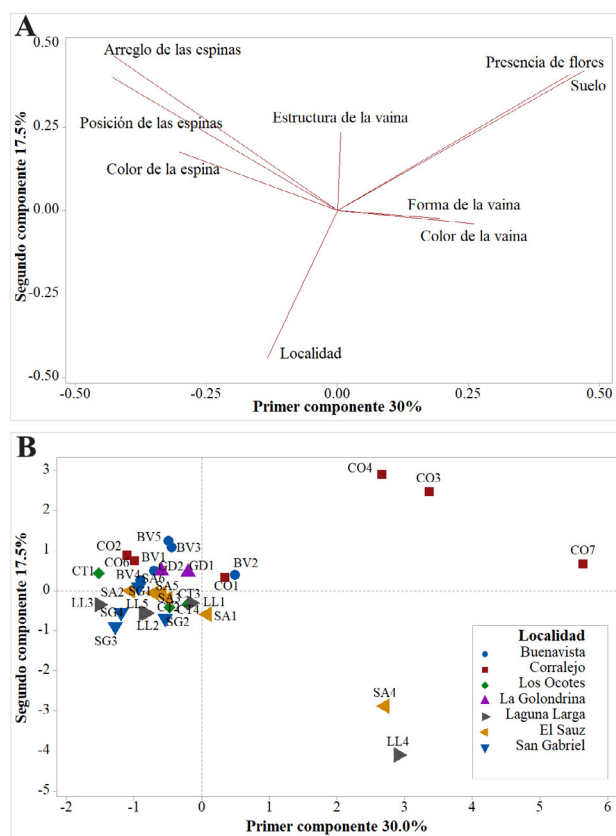 A
0.50
0.25
0.00
-0.25
-0.50
Segundo componente 17.5%
Arreglo de las espinas
Posición de las espinas
Color de la espina
Estructura de la vaina
Presencia de flores
Suelo
Forma de la vaina
Color de la vaina
Localidad
-0.50
-0.25
0.00
0.25
0.50
Primer componente 30%
B
3
2
1
0
-1
-2
-3
-4
-5
Segundo componente 17.5%
CO4
CO3
CO7
BV5
BV3
CO2
CO6
BV1
GD2
GD1
BV2
CT1
BV4
SA6
SA5
CO1
SA2
SG1
SA3
CT3
LL3
LL5
LL1
SG4
CT4
SA1
LL2
SG2
SG3
SA4
LL4
Localidad
Buenavista
Corralejo
Los Ocotes
La Golondrina
Laguna Larga
El Sauz
San Gabriel
-2
-1
0
1
2
3
4
5
6
Primer componente 30.0%